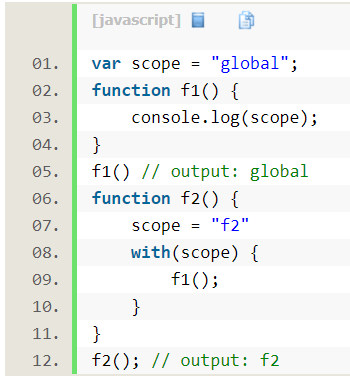 [javascript]
01. var scope = "global";
02. function f1() {
03.     console.log(scope);
04. }
05. f1() // output: global
06. function f2() {
07.     scope = "f2"
08.     with(scope) {
09.         f1();
10.     }
11. }
12. f2(); // output: f2